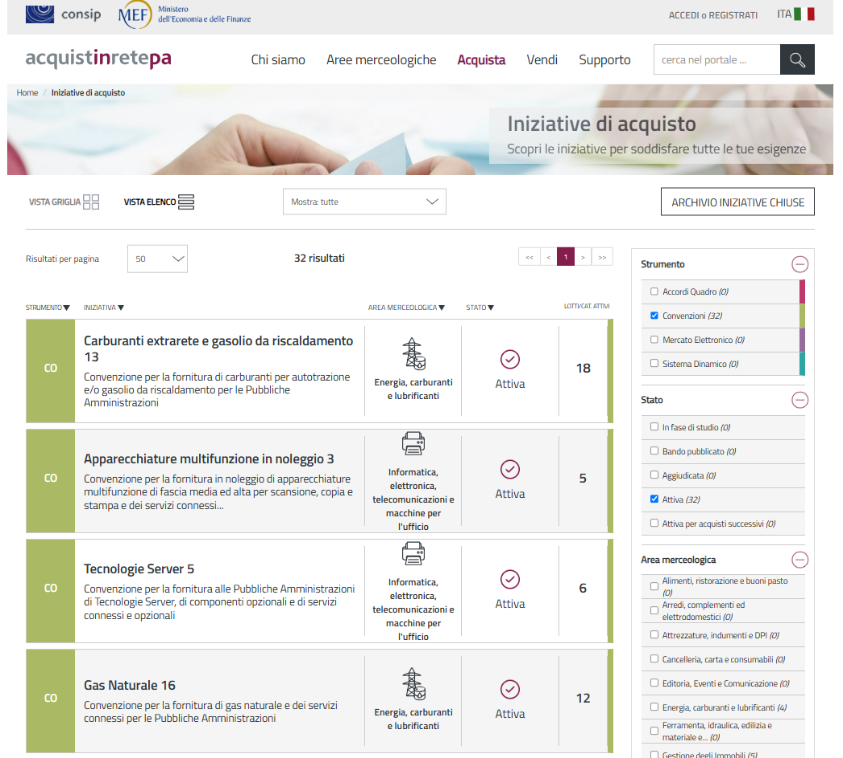 consip
MEF
Ministero
dell'Economia e delle Finanze
ACCEDI o REGISTRATI
ITA
acquistinretepa
Chi siamo
Aree merceologiche
Acquista
Vendi
Supporto
cerca nel portale ...
Home / Iniziative di acquisto
Iniziative di acquisto
Scopri le iniziative per soddisfare tutte le tue esigenze
VISTA GRIGLIA
VISTA ELENCO
Mostra: tutte
ARCHIVIO INIZIATIVE CHIUSE
Risultati per pagina
50
32 risultati
<< < 1 > >>
STRUMENTO▼
INIZIATIVA ▼
AREA MERCEOLOGICA▼
STATO▼
LOTTI/CAT. ATTIVI
CO
Carburanti extrarete e gasolio da riscaldamento
13
Convenzione per la fornitura di carburanti per autotrazione
e/o gasolio da riscaldamento per le Pubbliche
Amministrazioni
Energia, carburanti
e lubrificanti
Attiva
18
CO
Apparecchiature multifunzione in noleggio 3
Convenzione per la fornitura in noleggio di apparecchiature
multifunzione di fascia media ed alta per scansione, copia e
stampa e dei servizi connessi...
Informatica,
elettronica,
telecomunicazioni e
macchine per
l'ufficio
Attiva
5
CO
Tecnologie Server 5
Convenzione per la fornitura alle Pubbliche Amministrazioni
di Tecnologie Server, di componenti opzionali e di servizi
connessi e opzionali
Informatica,
elettronica,
telecomunicazioni e
macchine per
l'ufficio
Attiva
6
CO
Gas Naturale 16
Convenzione per la fornitura di gas naturale e dei servizi
connessi per le Pubbliche Amministrazioni
Energia, carburanti
e lubrificanti
Attiva
12
Strumento
Accordi Quadro (0)
Convenzioni (32)
Mercato Elettronico (0)
Sistema Dinamico (0)
Stato
In fase di studio (0)
Bando pubblicato (0)
Aggiudicata (0)
Attiva (32)
Attiva per acquisti successivi (0)
Area merceologica
Alimenti, ristorazione e buoni pasto
(0)
Arredi, complementi ed
elettrodomestici (0)
Attrezzature, indumenti e DPI (0)
Cancelleria, carta e consumabili (0)
Editoria, Eventi e Comunicazione (0)
Energia, carburanti e lubrificanti (4)
Ferramenta, idraulica, edilizia e
materiale e... (0)
Gestione degli Immobili (5)